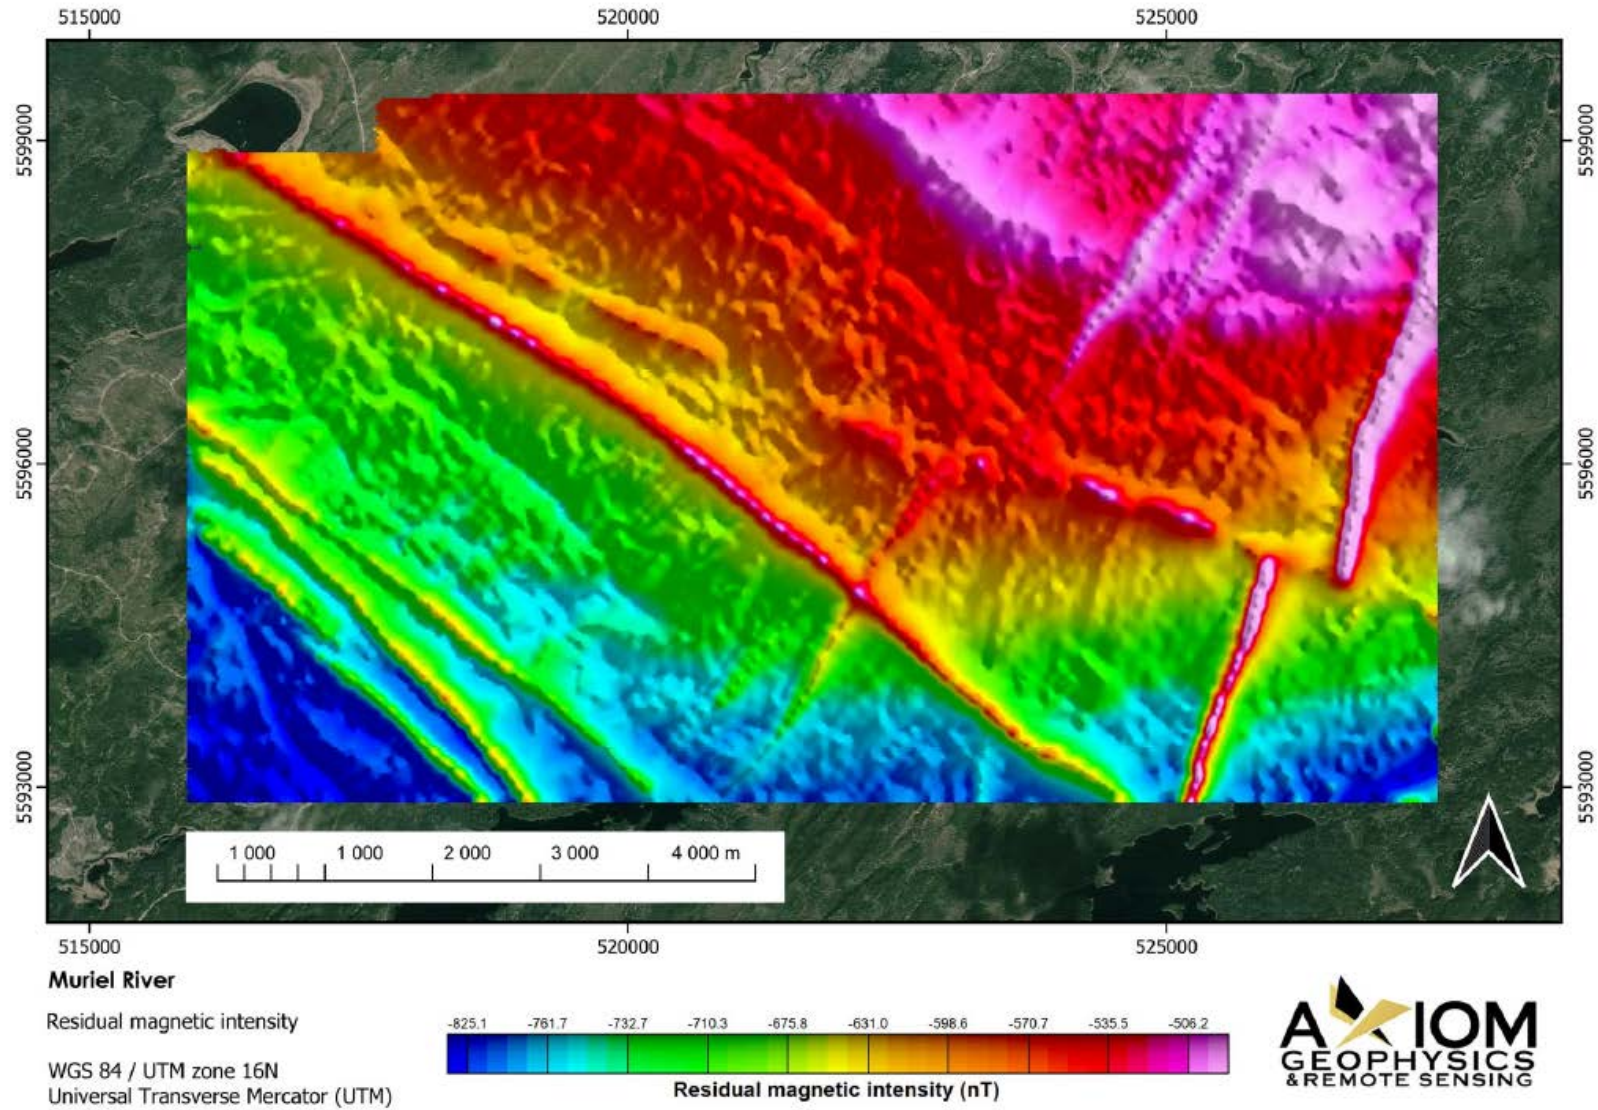 515000 520000 525000
5599000 5599000
5596000 5596000
5593000 5593000
1 000 1 000 2 000 3 000 4 000 m
515000 520000 525000
Muriel River
Residual magnetic intensity
WGS 84 / UTM zone 16N
Universal Transverse Mercator (UTM)
-825.1 -761.7 -732.7 -710.3 -675.8 -631.0 -598.6 -570.7 -535.5 -506.2
Residual magnetic intensity (nT)
AXIOM
GEOPHYSICS
& REMOTE SENSING